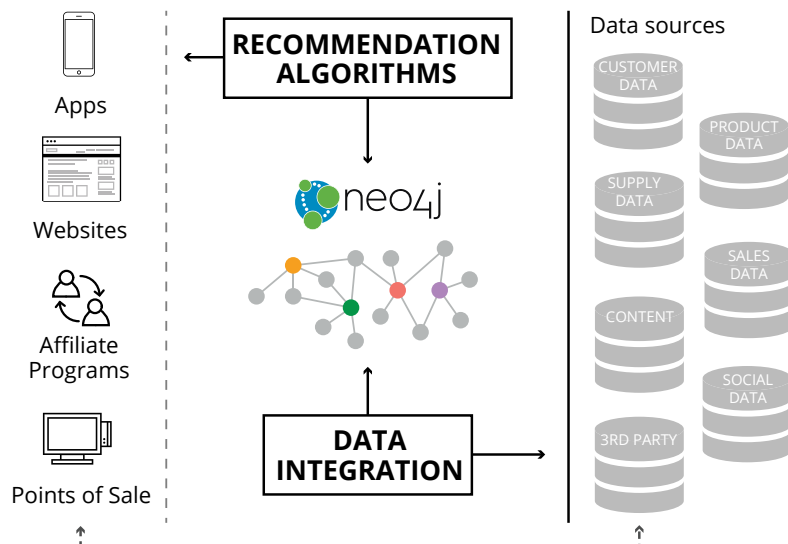 Apps
Websites
Affiliate
Programs
Points of Sale
RECOMMENDATION
ALGORITHMS
neo4j
DATA
INTEGRATION
Data sources
CUSTOMER
DATA
PRODUCT
DATA
SUPPLY
DATA
SALES
DATA
CONTENT
SOCIAL
DATA
3RD PARTY